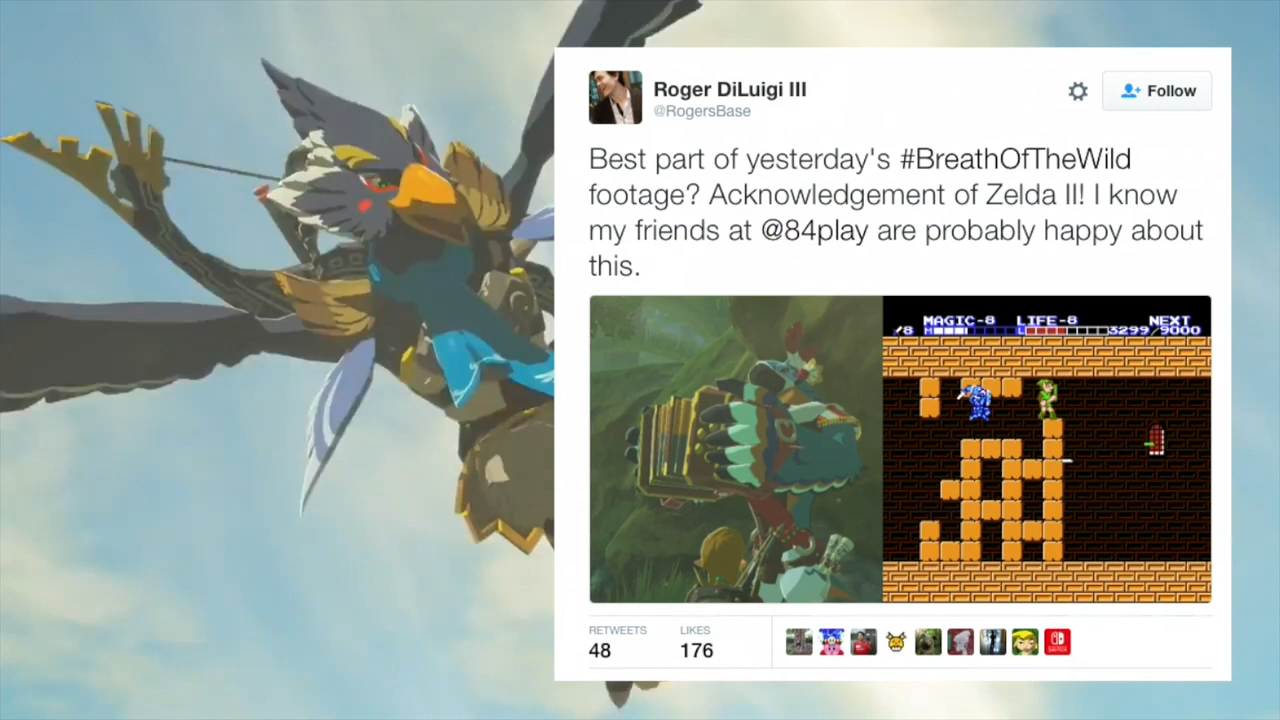 Roger DiLuigi III
@RogersBase
Follow
Best part of yesterday's #BreathOfTheWild
footage? Acknowledgement of Zelda II! I know
my friends at @84play are probably happy about
this.
MAGIC-8 LIFE-8 NEXT
3299/9000
RETWEETS LIKES
48 176